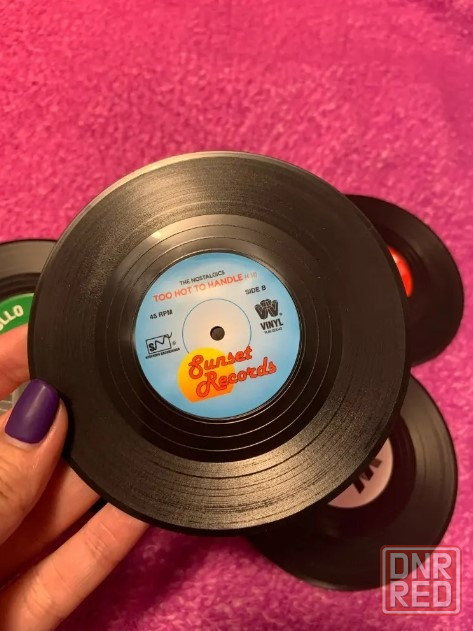 THE NOSTALGICS
TOO HOT TO HANDLE
SIDE B
45 RPM
VINYL
Sunset
Records
DNR
RED